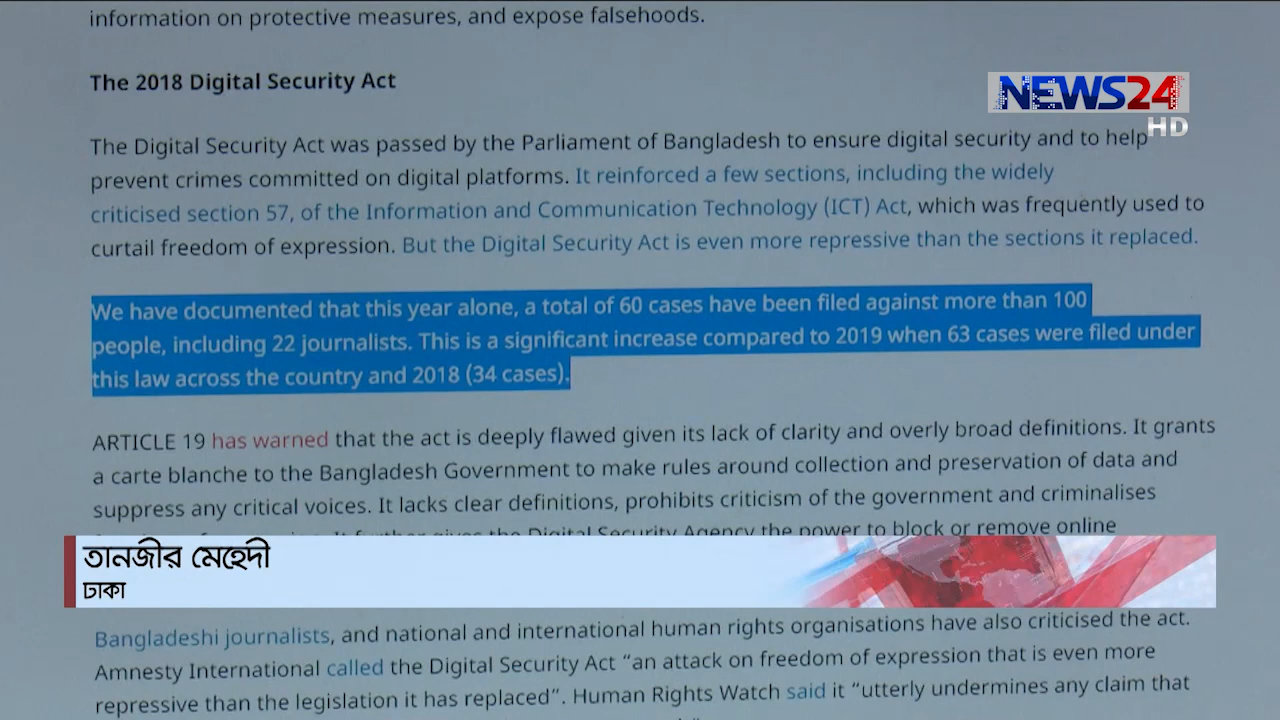 information on protective measures, and expose falsehoods.
The 2018 Digital Security Act
NEWS24
HD
The Digital Security Act was passed by the Parliament of Bangladesh to ensure digital security and to help
prevent crimes committed on digital platforms. It reinforced a few sections, including the widely
criticised section 57, of the Information and Communication Technology (ICT) Act, which was frequently used to
curtail freedom of expression. But the Digital Security Act is even more repressive than the sections it replaced.
We have documented that this year alone, a total of 60 cases have been filed against more than 100
people, including 22 journalists. This is a significant increase compared to 2019 when 63 cases were filed under
this law across the country and 2018 (34 cases).
ARTICLE 19 has warned that the act is deeply flawed given its lack of clarity and overly broad definitions. It grants
a carte blanche to the Bangladesh Government to make rules around collection and preservation of data and
suppress any critical voices. It lacks clear definitions, prohibits criticism of the government and criminalises
the Digital Security Agency the power to block or remove online
তানজীর মেহেদী
ঢাকা
Bangladeshi journalists, and national and international human rights organisations have also criticised the act.
Amnesty International called the Digital Security Act “an attack on freedom of expression that is even more
repressive than the legislation it has replaced”. Human Rights Watch said it “utterly undermines any claim that